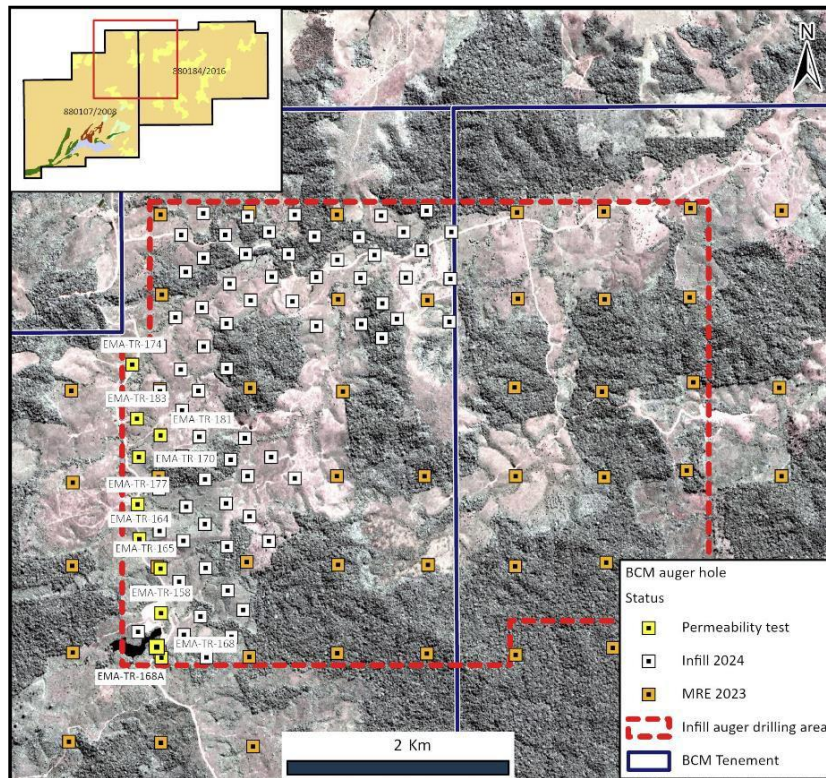 880184/2016
880107/2008
N
EMA-TR-174
EMA-TR-183
EMA-TR-181
EMA-TR-170
EMA-TR-177
EMA-TR-164
EMA-TR-165
EMA-TR-158
EMA-TR-168
EMA-TR-168A
BCM auger hole
Status
Permeability test
Infill 2024
MRE 2023
Infill auger drilling area
BCM Tenement
2 Km